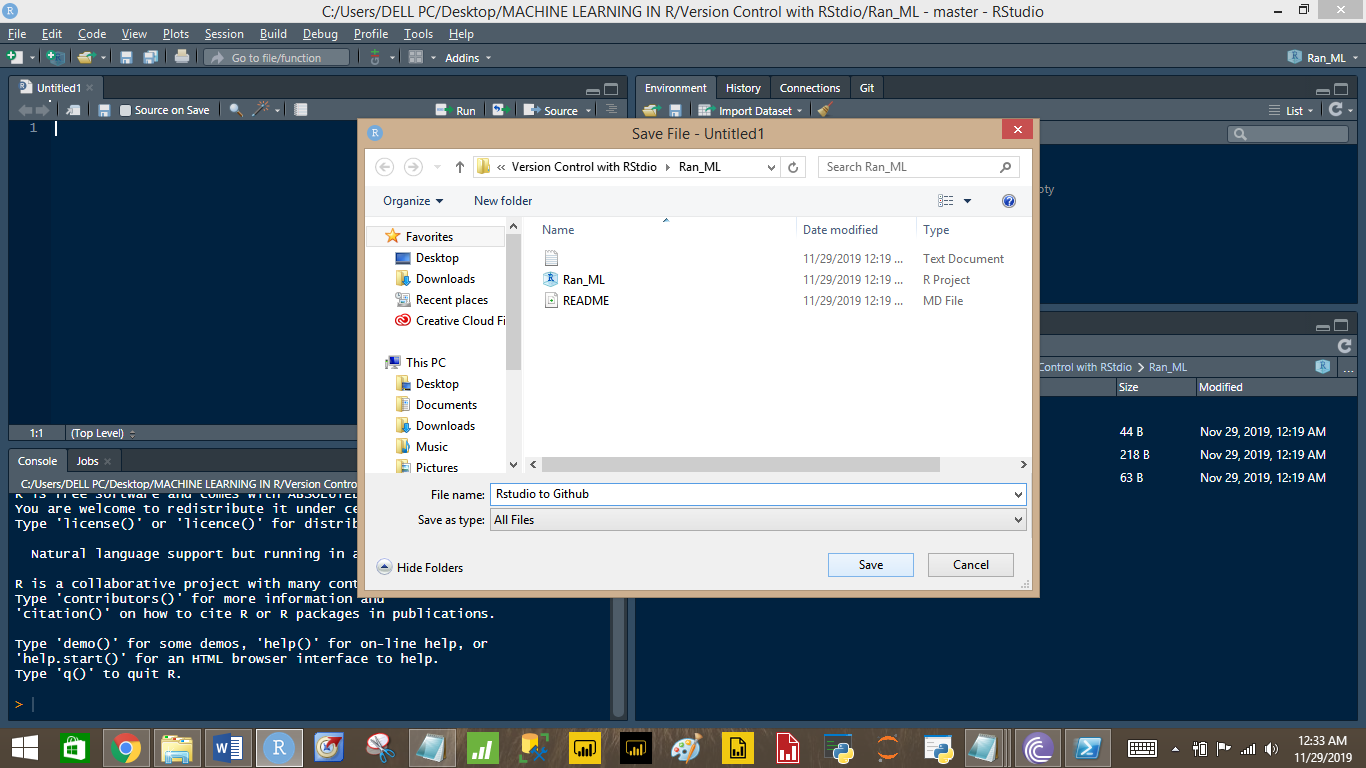 C:/Users/DELL PC/Desktop/MACHINE LEARNING IN R/Version Control with RStdio/Ran_ML - master - RStudio
File Edit Code View Plots Session Build Debug Profile Tools Help
Go to file/function Addins Ran_ML
Untitled1
Source on Save Run Source
1
1:1 (Top Level)
Environment History Connections Git
Import Dataset List
pty
Save File - Untitled1
« Version Control with RStdio Ran_ML Search Ran_ML
Organize New folder
Name Date modified Type
11/29/2019 12:19 ... Text Document
Ran_ML 11/29/2019 12:19 ... R Project
README 11/29/2019 12:19 ... MD File
Favorites
Desktop
Downloads
Recent places
Creative Cloud Fi
This PC
Desktop
Documents
Downloads
Music
Pictures
File name: Rstudio to Github
Save as type: All Files
Hide Folders Save Cancel
Control with RStdio Ran_ML ...
Size Modified
44 B Nov 29, 2019, 12:19 AM
218 B Nov 29, 2019, 12:19 AM
63 B Nov 29, 2019, 12:19 AM
Console Jobs
C:/Users/DELL PC/Desktop/MACHINE LEARNING IN R/Version Contro
R is free software and comes with ABSOLUTEL
You are welcome to redistribute it under ce
Type 'license()' or 'licence()' for distrib
Natural language support but running in a
R is a collaborative project with many cont
Type 'contributors()' for more information and
'citation()' on how to cite R or R packages in publications.
Type 'demo()' for some demos, 'help()' for on-line help, or
'help.start()' for an HTML browser interface to help.
Type 'q()' to quit R.
>
12:33 AM
11/29/2019